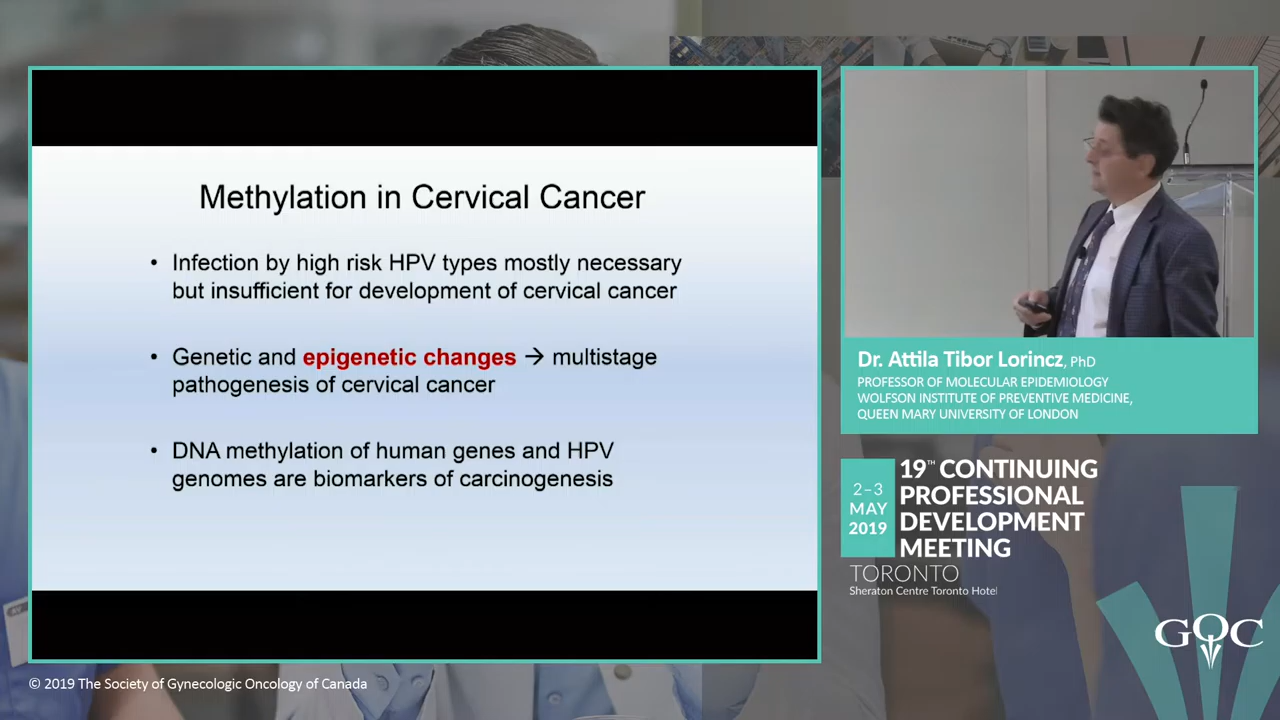 Methylation in Cervical Cancer
• Infection by high risk HPV types mostly necessary
but insufficient for development of cervical cancer
• Genetic and epigenetic changes → multistage
pathogenesis of cervical cancer
• DNA methylation of human genes and HPV
genomes are biomarkers of carcinogenesis
Dr. Attila Tibor Lorincz, PhD
PROFESSOR OF MOLECULAR EPIDEMIOLOGY
WOLFSON INSTITUTE OF PREVENTIVE MEDICINE,
QUEEN MARY UNIVERSITY OF LONDON
2–3
MAY
2019
19TH CONTINUING
PROFESSIONAL
DEVELOPMENT
MEETING
TORONTO
Sheraton Centre Toronto Hotel
GOC
© 2019 The Society of Gynecologic Oncology of Canada